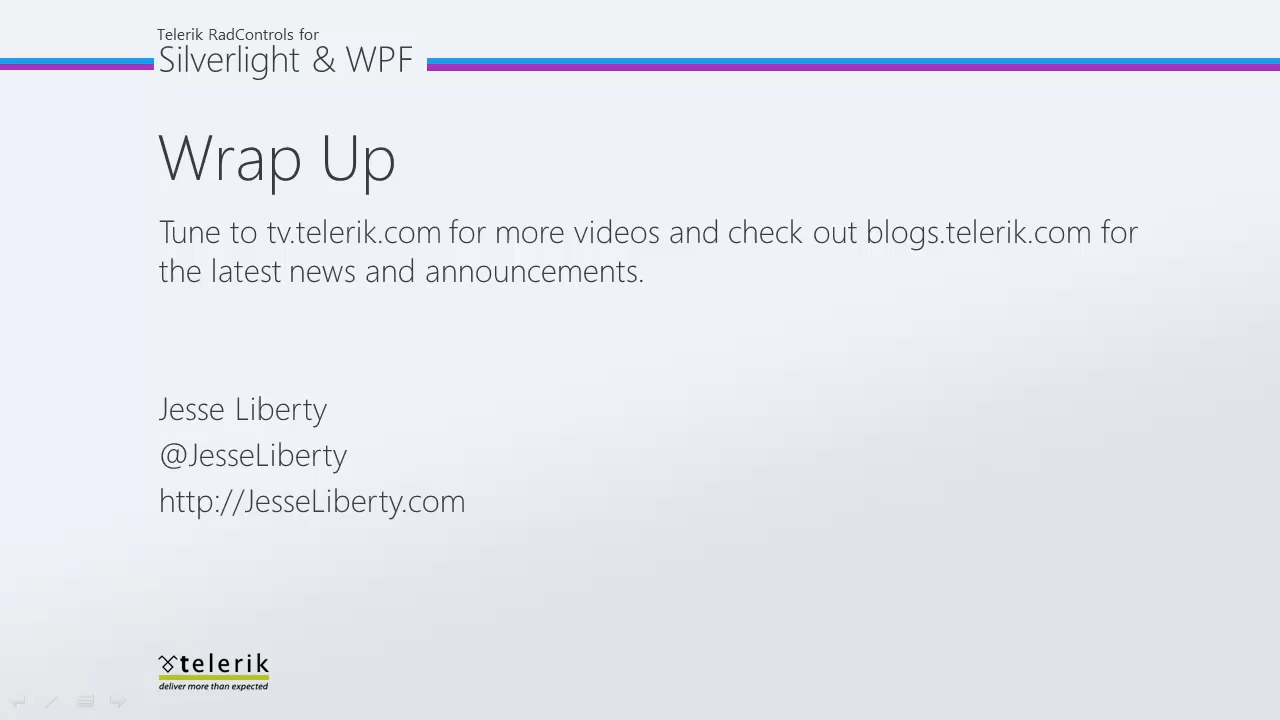 Telerik RadControls for
Silverlight & WPF
Wrap Up
Tune to tv.telerik.com for more videos and check out blogs.telerik.com for
the latest news and announcements.
Jesse Liberty
@JesseLiberty
http://JesseLiberty.com
telerik
deliver more than expected